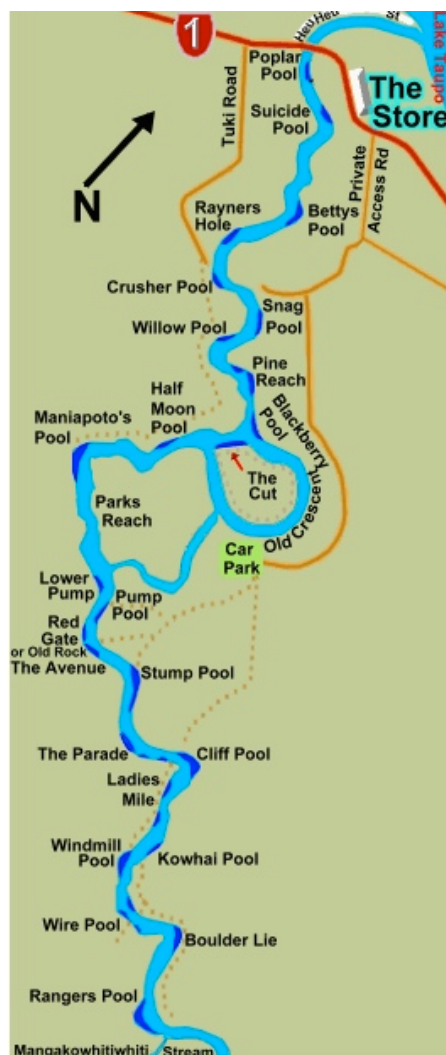 1
Heu Heu St
Lake Taupo
Poplar
Pool
The
Store
Tuki Road
Suicide
Pool
Private
Access Rd
N
Rayners
Hole
Bettys
Pool
Crusher Pool
Snag
Pool
Willow Pool
Pine
Reach
Half
Moon
Pool
Blackberry
Pool
Maniapoto's
Pool
The
Cut
Parks
Reach
Old Crescent
Car
Park
Lower
Pump
Pump
Pool
Red
Gate
or Old Rock
The Avenue
Stump Pool
The Parade
Cliff Pool
Ladies
Mile
Windmill
Pool
Kowhai Pool
Wire Pool
Boulder Lie
Rangers Pool
Mangakowhitiwhiti Stream